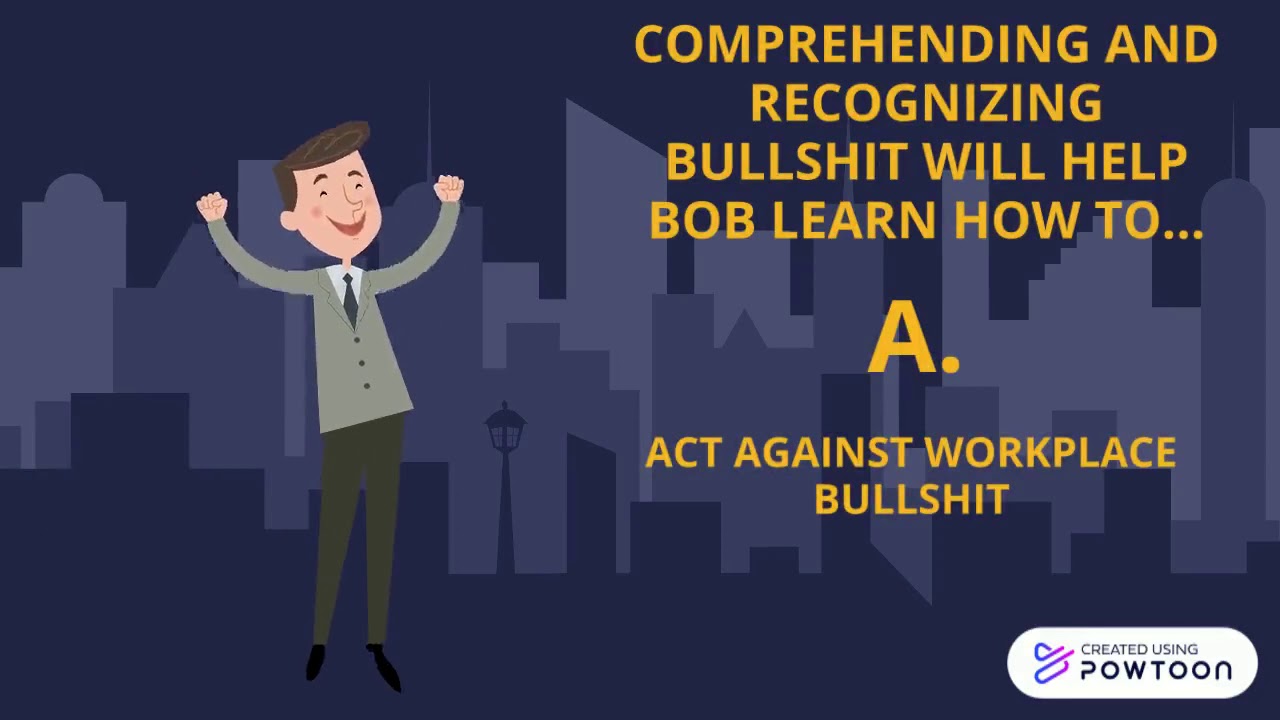 COMPREHENDING AND
RECOGNIZING
BULLSHIT WILL HELP
BOB LEARN HOW TO...
A.
ACT AGAINST WORKPLACE
BULLSHIT
CREATED USING
POWTOON